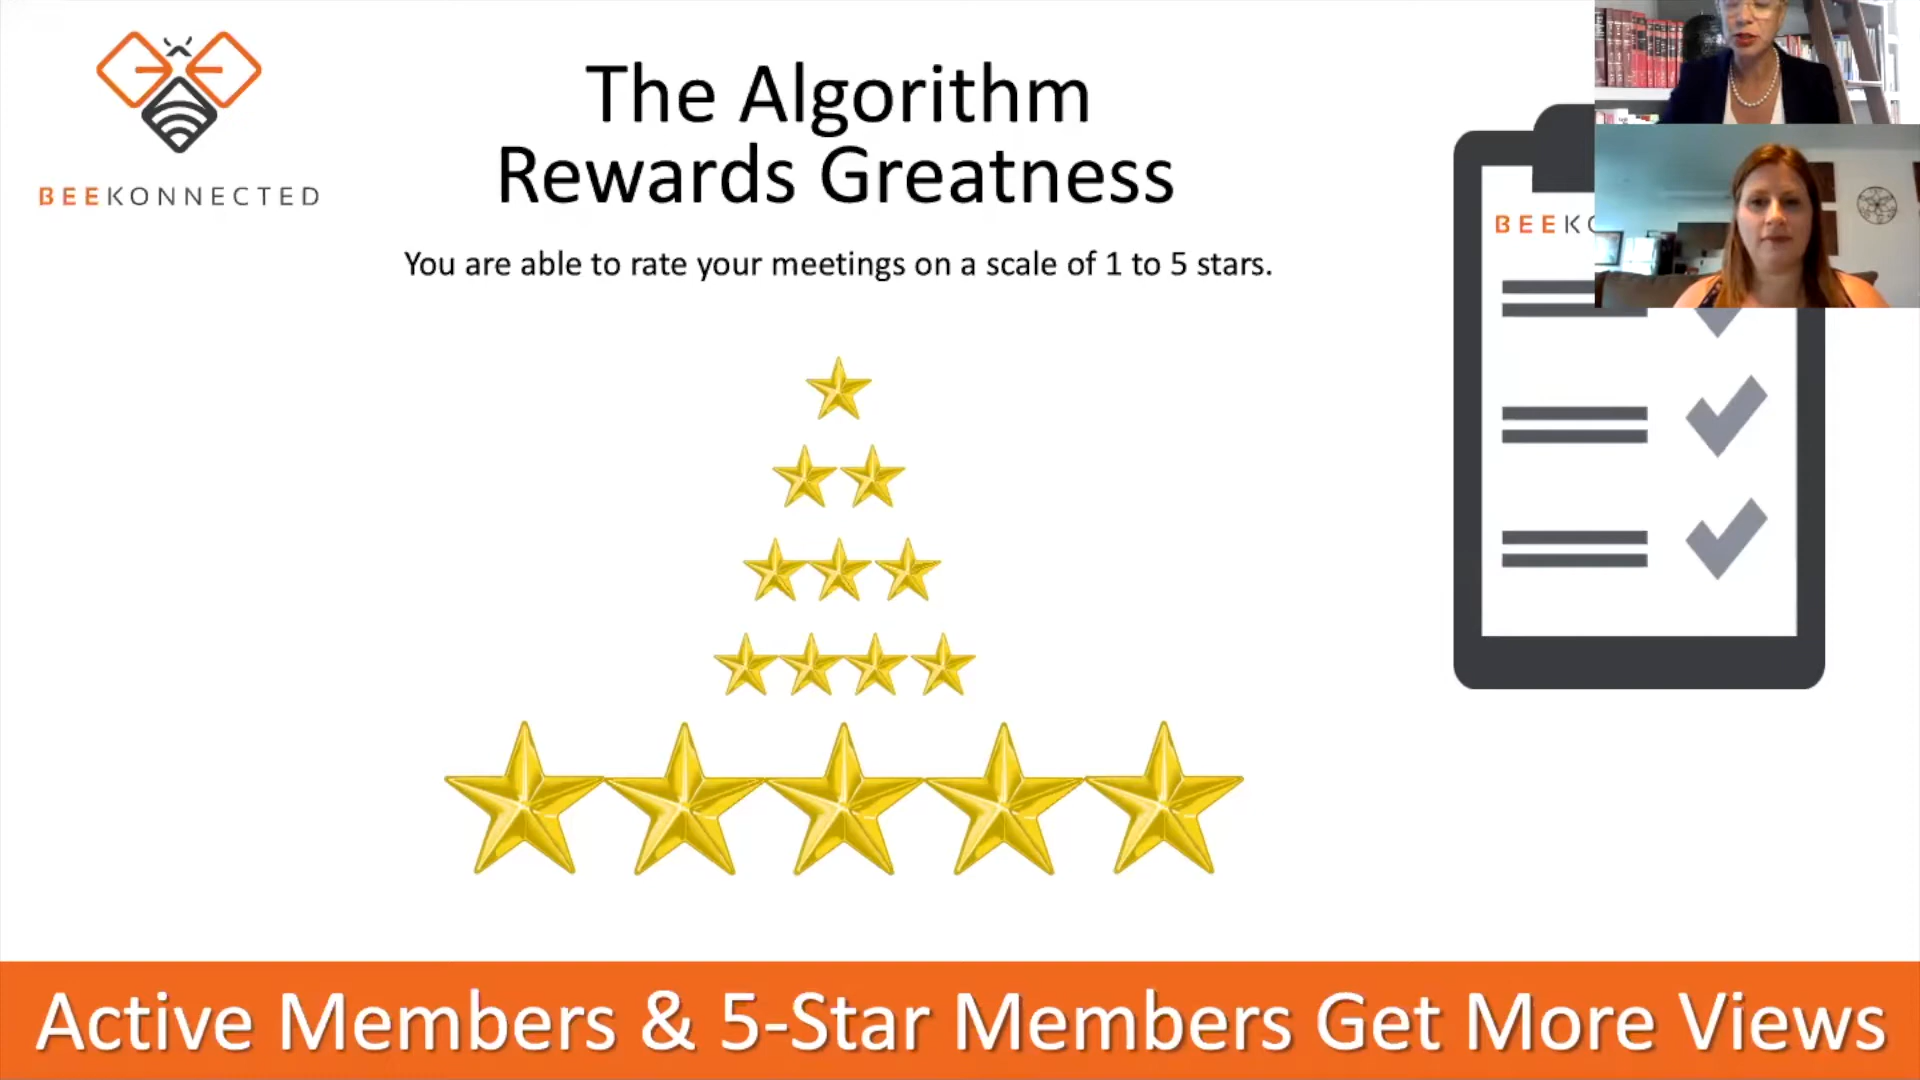 The Algorithm
Rewards Greatness
BEEKONNECTED
You are able to rate your meetings on a scale of 1 to 5 stars.
BEEK
Active Members & 5-Star Members Get More Views